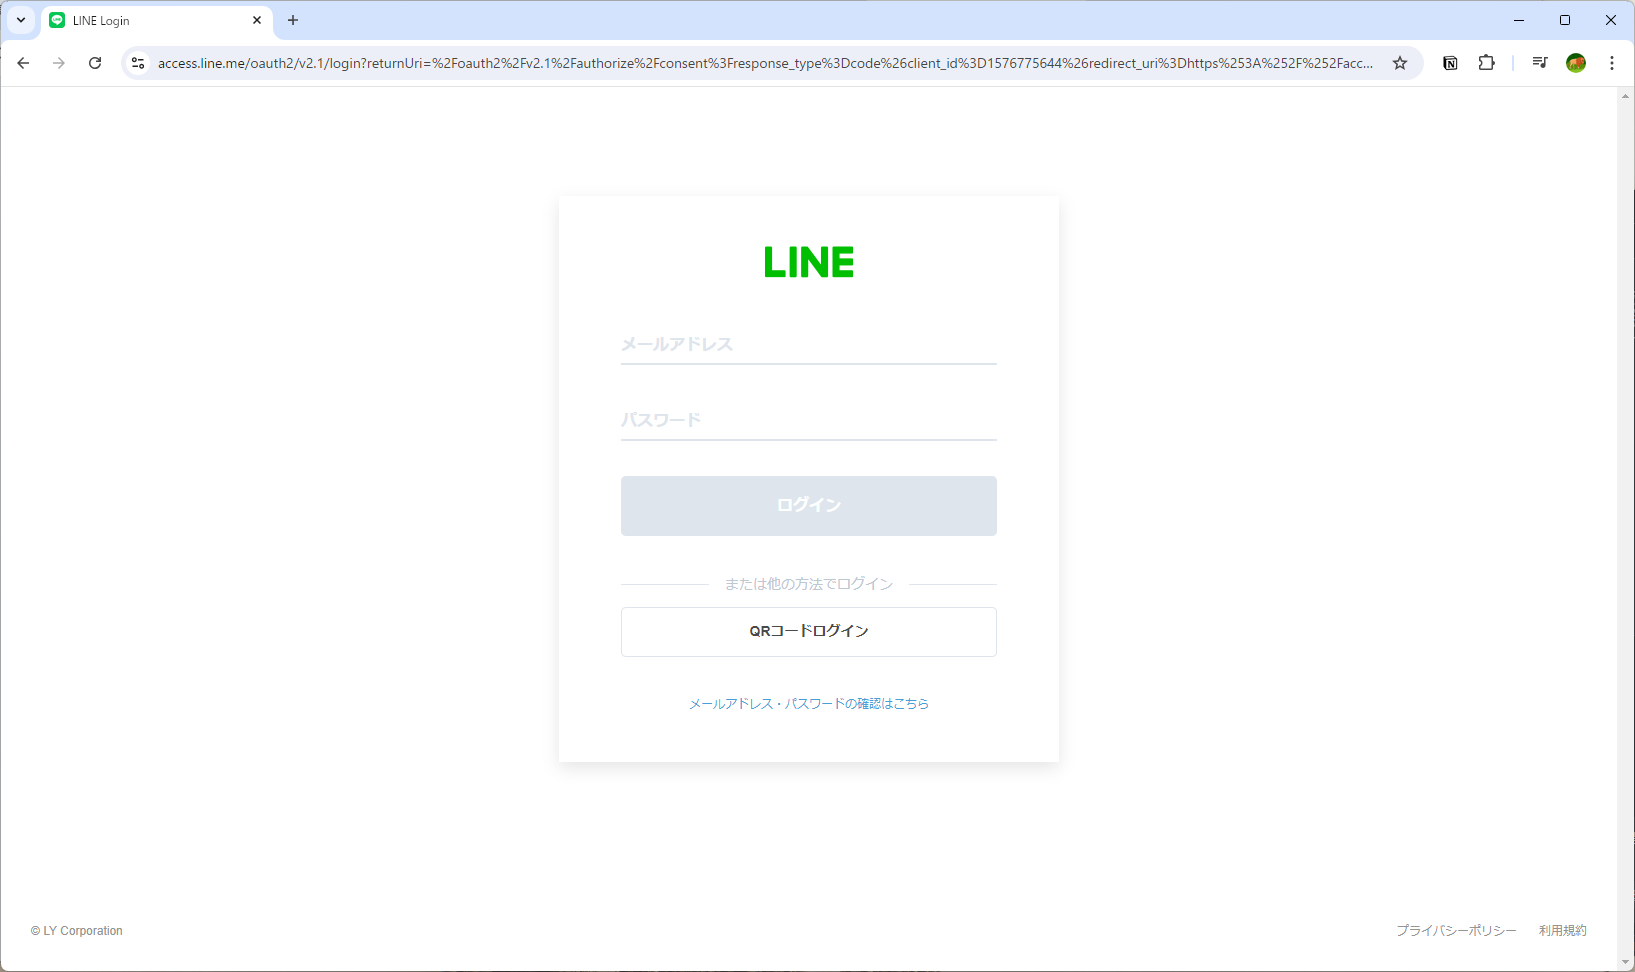 LINE Login
access.line.me/oauth2/v2.1/login?returnUri=%2Foauth2%2Fv2.1%2Fauthorize%2Fconsent%3Fresponse_type%3Dcode%26client_id%3D1576775644%26redirect_uri%3Dhttps%253A%252F%252Facc...
LINE
メールアドレス
パスワード
ログイン
または他の方法でログイン
QRコードログイン
メールアドレス・パスワードの確認はこちら
© LY Corporation
プライバシーポリシー 利用規約